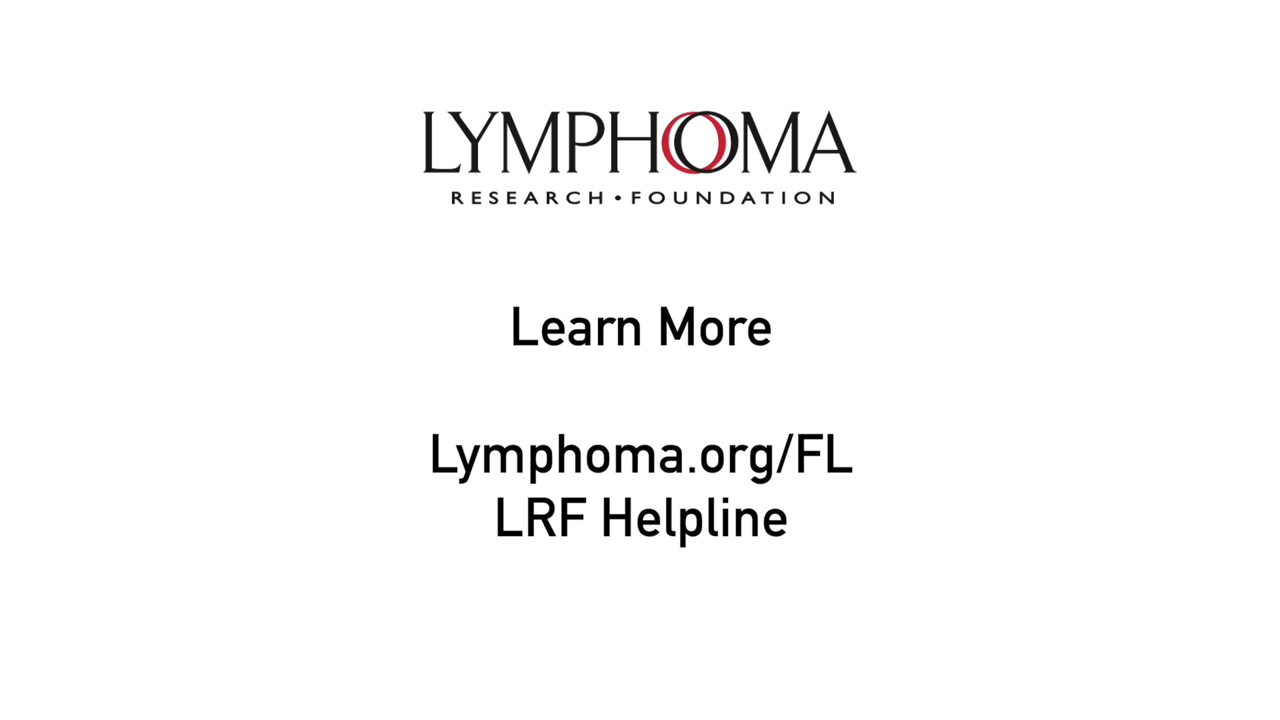 LYMPHOMA
RESEARCH • FOUNDATION
Learn More
Lymphoma.org/FL
LRF Helpline